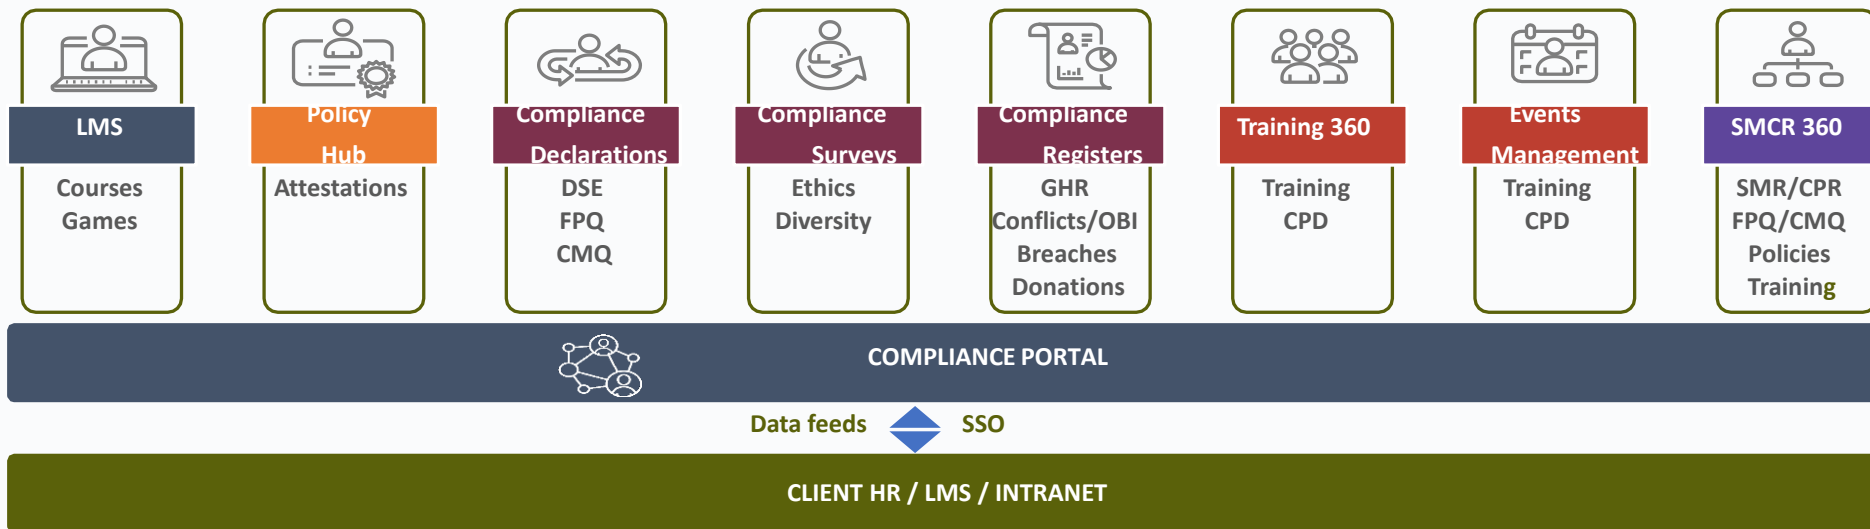 LMS
Courses
Games
Policy
Hub
Attestations
Compliance
Declarations
DSE
FPQ
CMQ
Compliance
Surveys
Ethics
Diversity
Compliance
Registers
GHR
Conflicts/OBI
Breaches
Donations
Training 360
Training
CPD
Events
Management
Training
CPD
SMCR 360
SMR/CPR
FPQ/CMQ
Policies
Training
COMPLIANCE PORTAL
Data feeds SSO
CLIENT HR / LMS / INTRANET